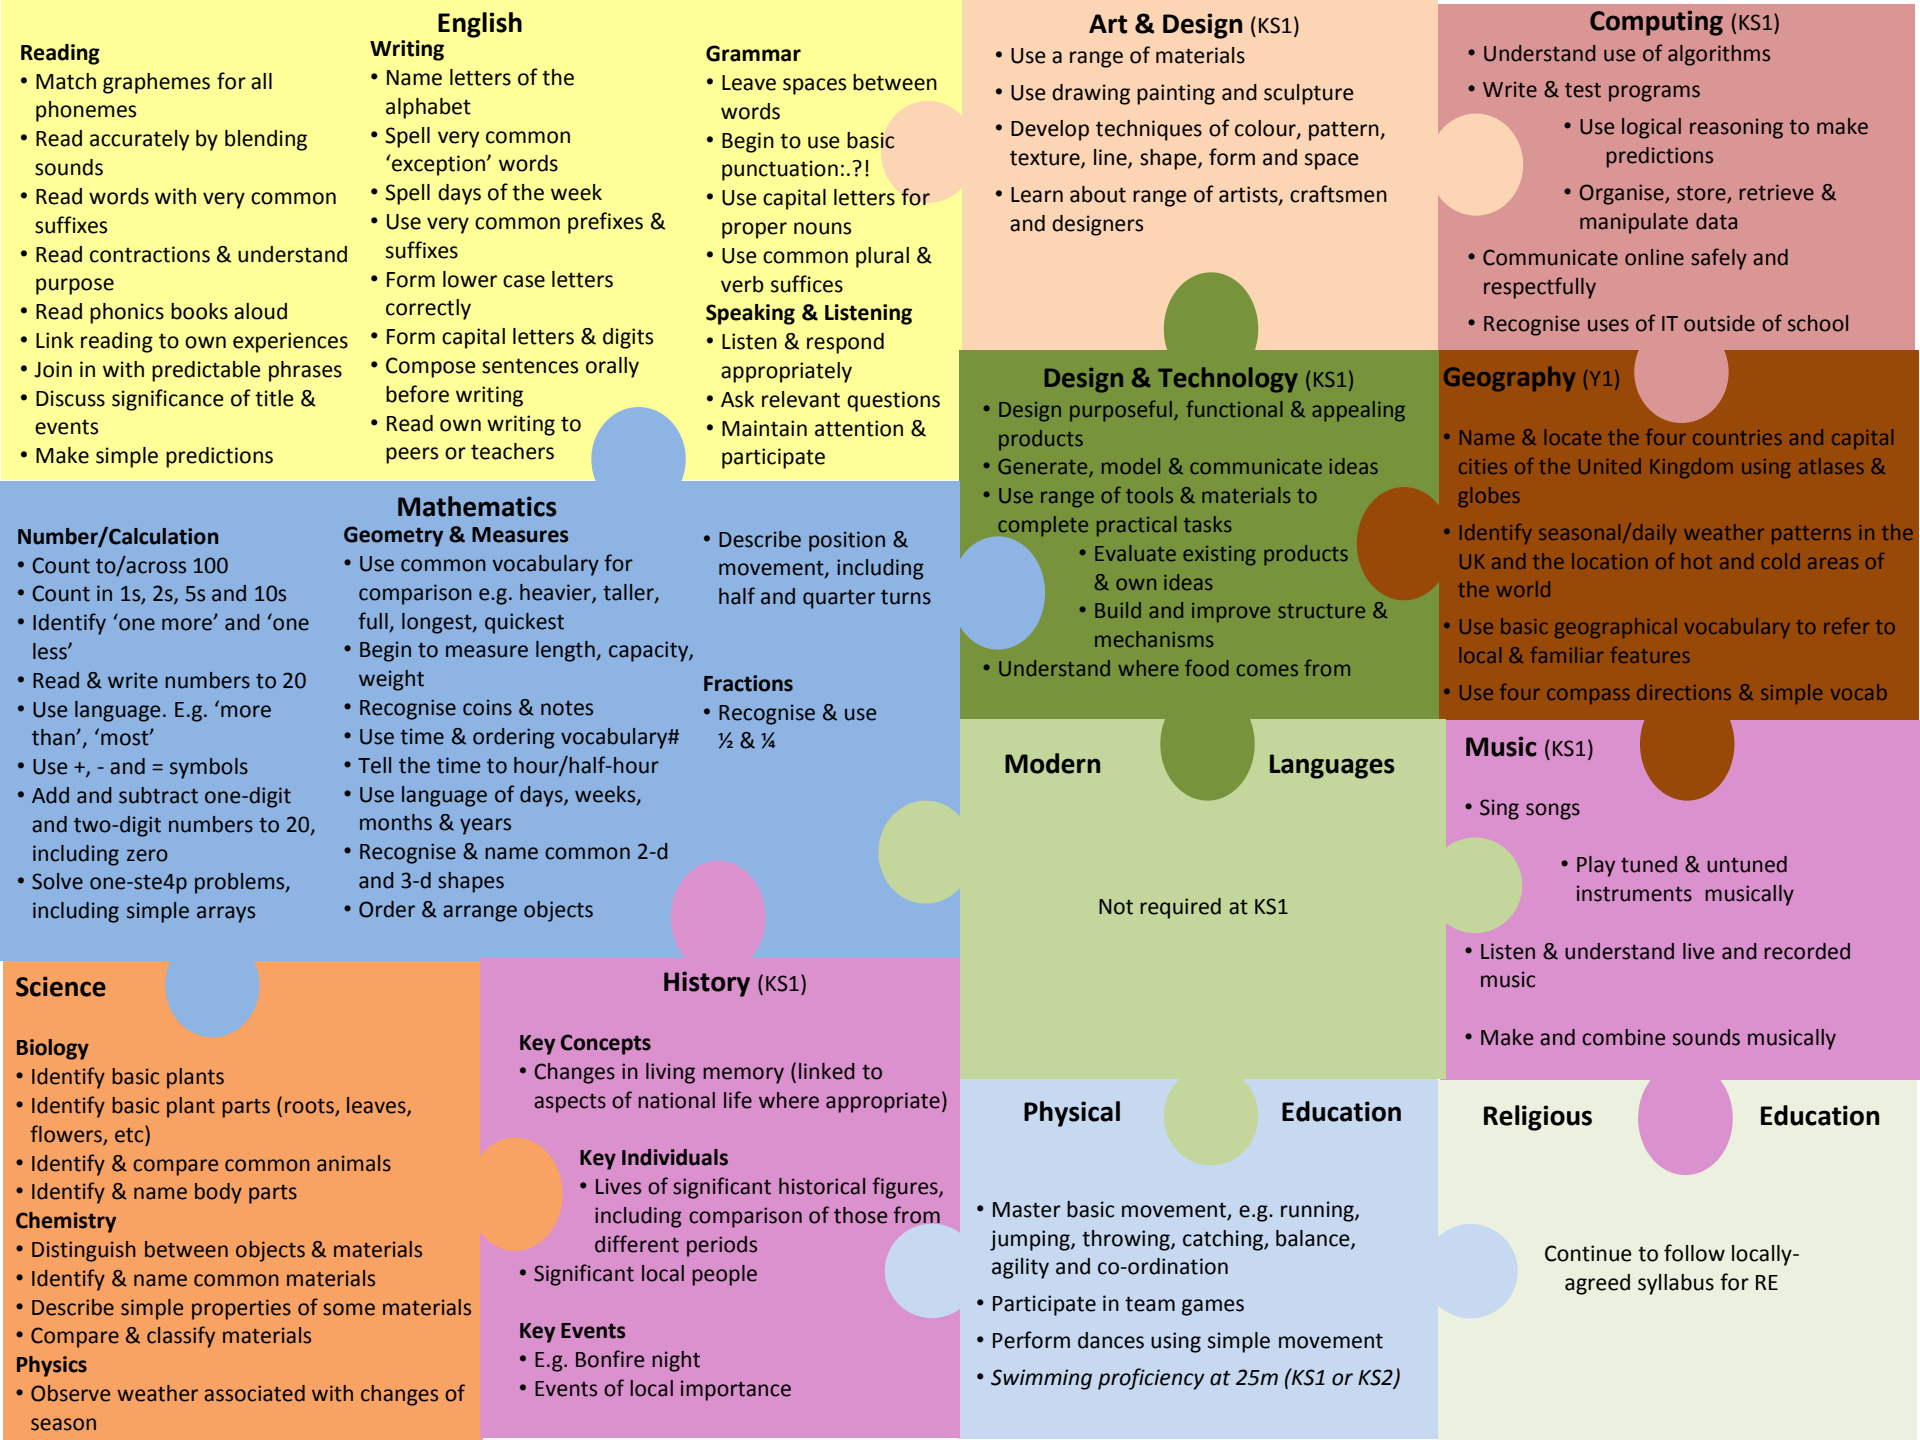 English
Reading
• Match graphemes for all
phonemes
• Read accurately by blending
sounds
• Read words with very common
suffixes
• Read contractions & understand
purpose
• Read phonics books aloud
• Link reading to own experiences
• Join in with predictable phrases
• Discuss significance of title &
events
• Make simple predictions
Writing
• Name letters of the
alphabet
• Spell very common
‘exception’ words
• Spell days of the week
• Use very common prefixes &
suffixes
• Form lower case letters
correctly
• Form capital letters & digits
• Compose sentences orally
before writing
• Read own writing to
peers or teachers
Grammar
• Leave spaces between
words
• Begin to use basic
punctuation:.?!
• Use capital letters for
proper nouns
• Use common plural &
verb suffices
Speaking & Listening
• Listen & respond
appropriately
• Ask relevant questions
• Maintain attention &
participate
Art & Design (KS1)
• Use a range of materials
• Use drawing painting and sculpture
• Develop techniques of colour, pattern,
texture, line, shape, form and space
• Learn about range of artists, craftsmen
and designers
Computing (KS1)
• Understand use of algorithms
• Write & test programs
• Use logical reasoning to make
predictions
• Organise, store, retrieve &
manipulate data
• Communicate online safely and
respectfully
• Recognise uses of IT outside of school
Mathematics
Number/Calculation
• Count to/across 100
• Count in 1s, 2s, 5s and 10s
• Identify ‘one more’ and ‘one
less’
• Read & write numbers to 20
• Use language. E.g. ‘more
than’, ‘most’
• Use +, - and = symbols
• Add and subtract one-digit
and two-digit numbers to 20,
including zero
• Solve one-ste4p problems,
including simple arrays
Geometry & Measures
• Use common vocabulary for
comparison e.g. heavier, taller,
full, longest, quickest
• Begin to measure length, capacity,
weight
• Recognise coins & notes
• Use time & ordering vocabulary#
• Tell the time to hour/half-hour
• Use language of days, weeks,
months & years
• Recognise & name common 2-d
and 3-d shapes
• Order & arrange objects
• Describe position &
movement, including
half and quarter turns
Fractions
• Recognise & use
½ & ¼
Design & Technology (KS1)
• Design purposeful, functional & appealing
products
• Generate, model & communicate ideas
• Use range of tools & materials to
complete practical tasks
• Evaluate existing products
& own ideas
• Build and improve structure &
mechanisms
• Understand where food comes from
Geography (Y1)
• Name & locate the four countries and capital
cities of the United Kingdom using atlases &
globes
• Identify seasonal/daily weather patterns in the
UK and the location of hot and cold areas of
the world
• Use basic geographical vocabulary to refer to
local & familiar features
• Use four compass directions & simple vocab
Modern Languages
Not required at KS1
Music (KS1)
• Sing songs
• Play tuned & untuned
instruments musically
• Listen & understand live and recorded
music
• Make and combine sounds musically
Science
Biology
• Identify basic plants
• Identify basic plant parts (roots, leaves,
flowers, etc)
• Identify & compare common animals
• Identify & name body parts
Chemistry
• Distinguish between objects & materials
• Identify & name common materials
• Describe simple properties of some materials
• Compare & classify materials
Physics
• Observe weather associated with changes of
season
History (KS1)
Key Concepts
• Changes in living memory (linked to
aspects of national life where appropriate)
Key Individuals
• Lives of significant historical figures,
including comparison of those from
different periods
• Significant local people
Key Events
• E.g. Bonfire night
• Events of local importance
Physical Education
• Master basic movement, e.g. running,
jumping, throwing, catching, balance,
agility and co-ordination
• Participate in team games
• Perform dances using simple movement
• Swimming proficiency at 25m (KS1 or KS2)
Religious Education
Continue to follow locally-
agreed syllabus for RE